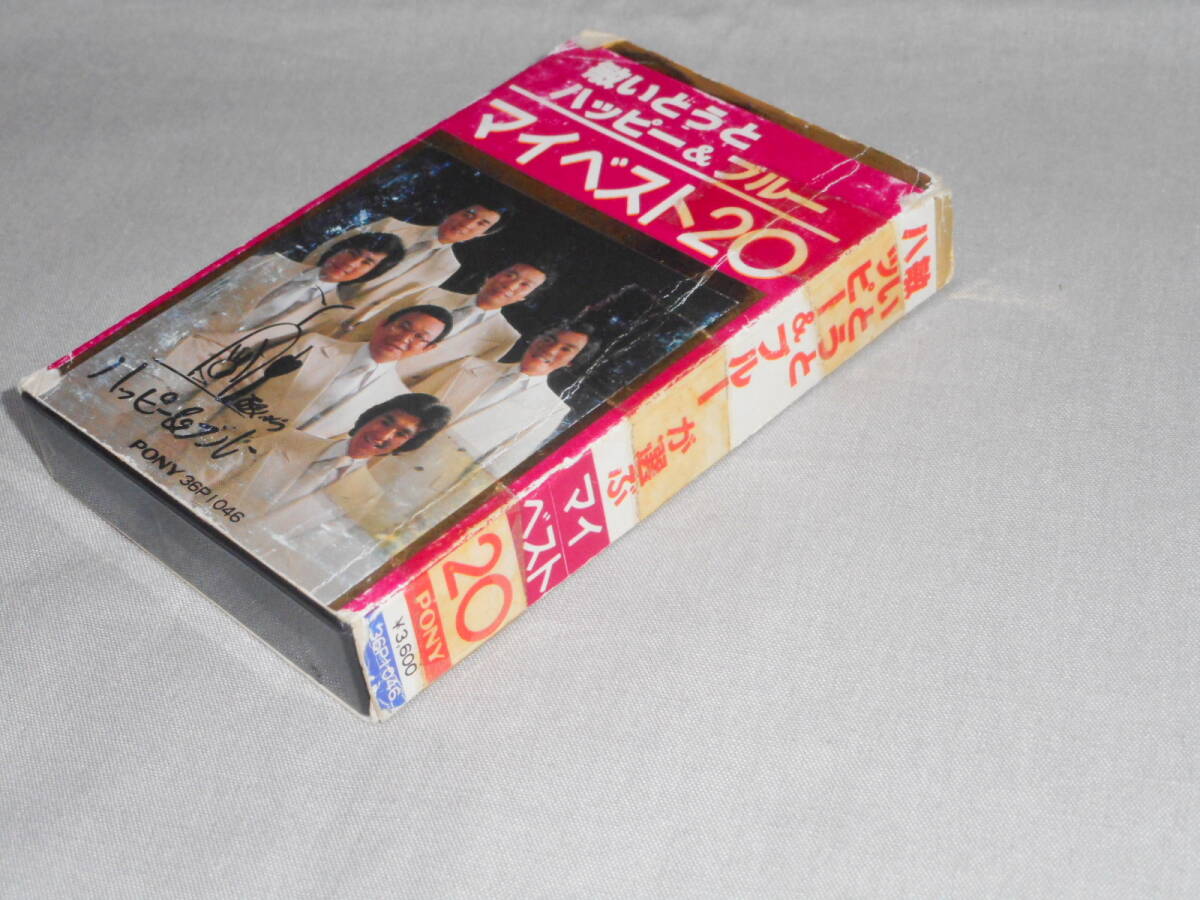 敏いとうと
ハッピー&ブルー
マイベスト20
ハッピー&ブルー
PONY 36P1046
敏いとうと
ハッピー&ブルー
が選ぶ
マイ
ベスト
20
PONY
¥3,600
36P1046